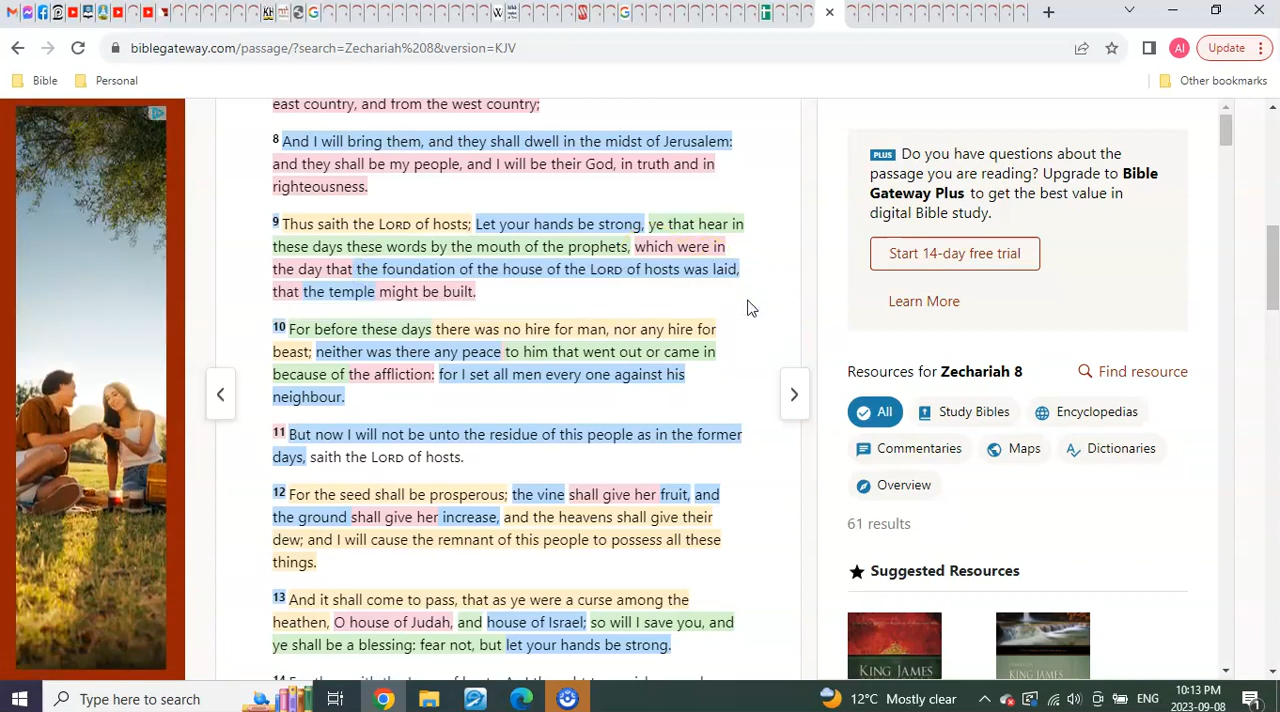 biblegateway.com/passage/?search=Zechariah%208&version=KJV
AI
Update
Bible
Personal
Other bookmarks
east country, and from the west country;
8 And I will bring them, and they shall dwell in the midst of Jerusalem:
and they shall be my people, and I will be their God, in truth and in
righteousness.
9 Thus saith the LORD of hosts; Let your hands be strong, ye that hear in
these days these words by the mouth of the prophets, which were in
the day that the foundation of the house of the LORD of hosts was laid,
that the temple might be built.
10 For before these days there was no hire for man, nor any hire for
beast; neither was there any peace to him that went out or came in
because of the affliction: for I set all men every one against his
neighbour.
11 But now I will not be unto the residue of this people as in the former
days, saith the LORD of hosts.
12 For the seed shall be prosperous; the vine shall give her fruit, and
the ground shall give her increase, and the heavens shall give their
dew; and I will cause the remnant of this people to possess all these
things.
13 And it shall come to pass, that as ye were a curse among the
heathen, O house of Judah, and house of Israel; so will I save you, and
ye shall be a blessing: fear not, but let your hands be strong.
PLUS Do you have questions about the
passage you are reading? Upgrade to Bible
Gateway Plus to get the best value in
digital Bible study.
Start 14-day free trial
Learn More
Resources for Zechariah 8
Find resource
All
Study Bibles
Encyclopedias
Commentaries
Maps
Dictionaries
Overview
61 results
Suggested Resources
KING JAMES
KING JAMES
Type here to search
12°C Mostly clear
ENG
10:13 PM
2023-09-08
1